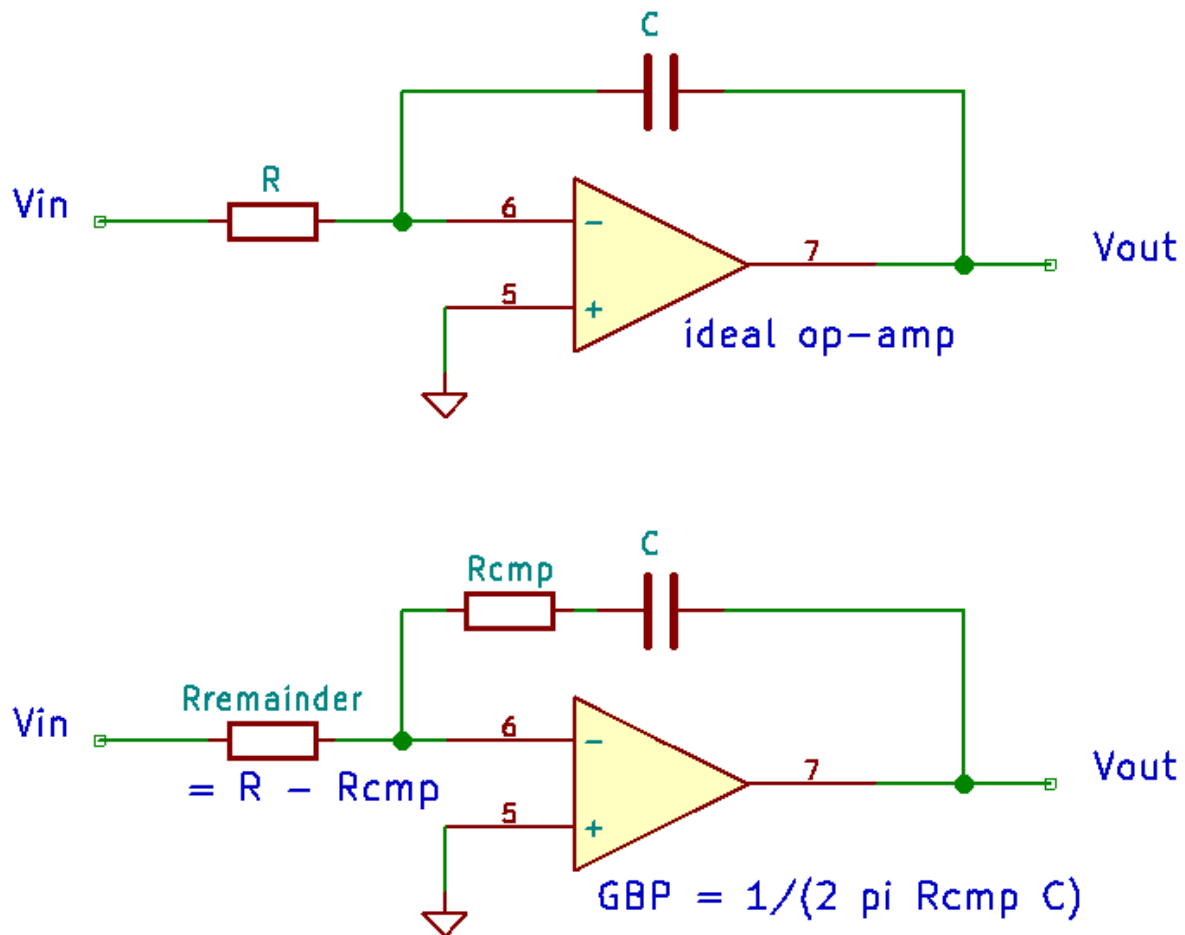 C
R
Vin
6
-
7
Vout
5
+
ideal op-amp
C
Rcmp
Rremainder
Vin
6
-
= R - Rcmp
7
Vout
5
+
GBP = 1/(2 pi Rcmp C)